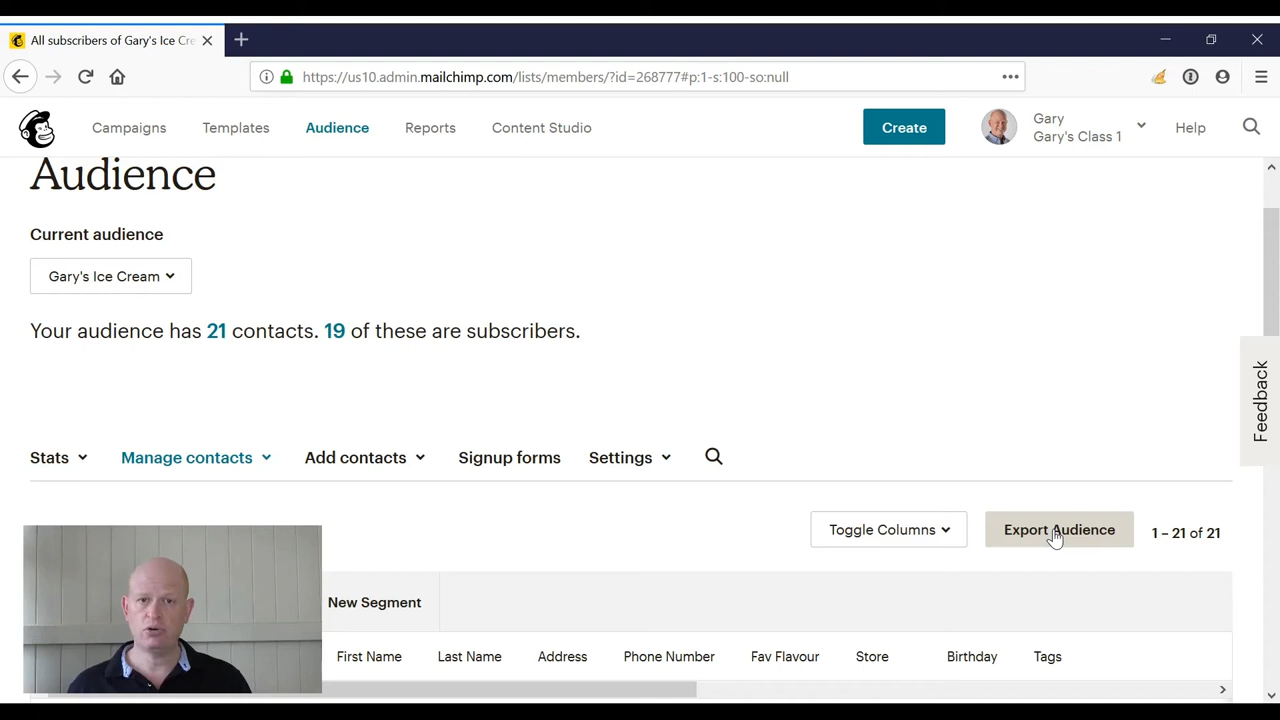 All subscribers of Gary's Ice Cre
https://us10.admin.mailchimp.com/lists/members/?id=268777#p:1-s:100-so:null
Campaigns Templates Audience Reports Content Studio Create Gary Help
Gary's Class 1
Audience
Current audience
Gary's Ice Cream
Your audience has 21 contacts. 19 of these are subscribers.
Feedback
Stats Manage contacts Add contacts Signup forms Settings
Toggle Columns Export Audience 1 – 21 of 21
New Segment
First Name Last Name Address Phone Number Fav Flavour Store Birthday Tags